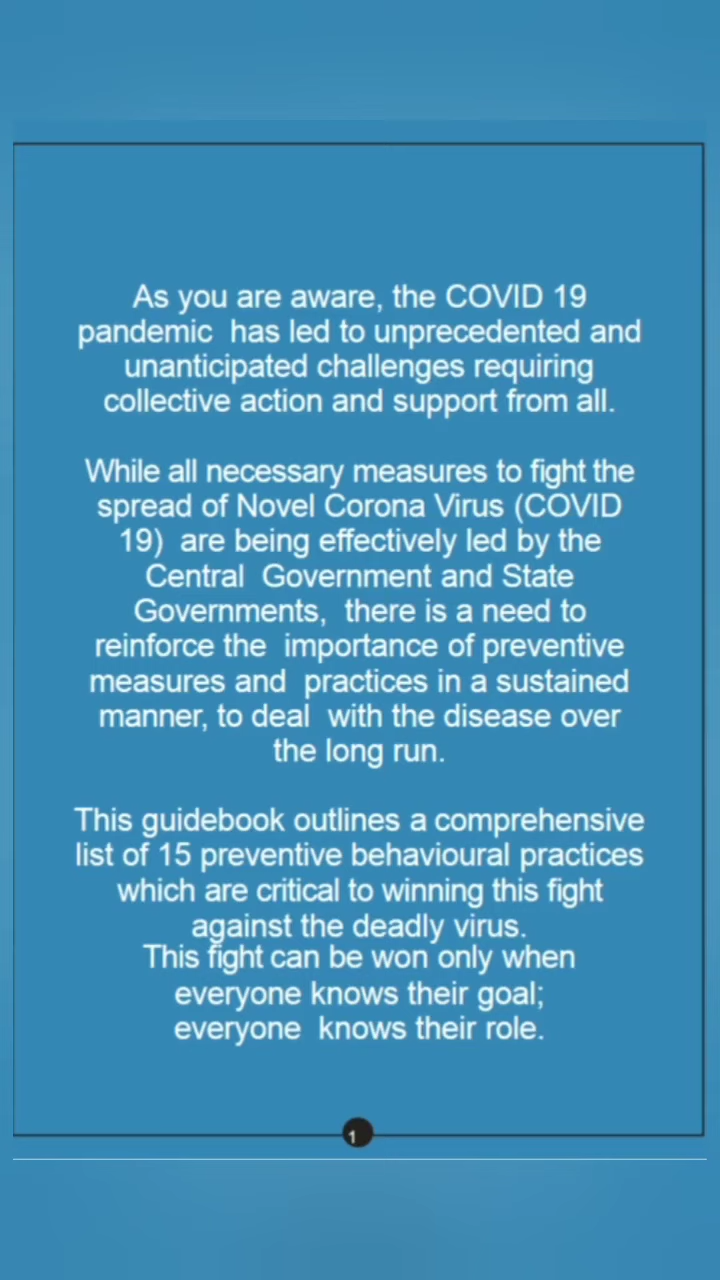 As you are aware, the COVID 19
pandemic has led to unprecedented and
unanticipated challenges requiring
collective action and support from all.
While all necessary measures to fight the
spread of Novel Corona Virus (COVID
19) are being effectively led by the
Central Government and State
Governments, there is a need to
reinforce the importance of preventive
measures and practices in a sustained
manner, to deal with the disease over
the long run.
This guidebook outlines a comprehensive
list of 15 preventive behavioural practices
which are critical to winning this fight
against the deadly virus.
This fight can be won only when
everyone knows their goal;
everyone knows their role.
1